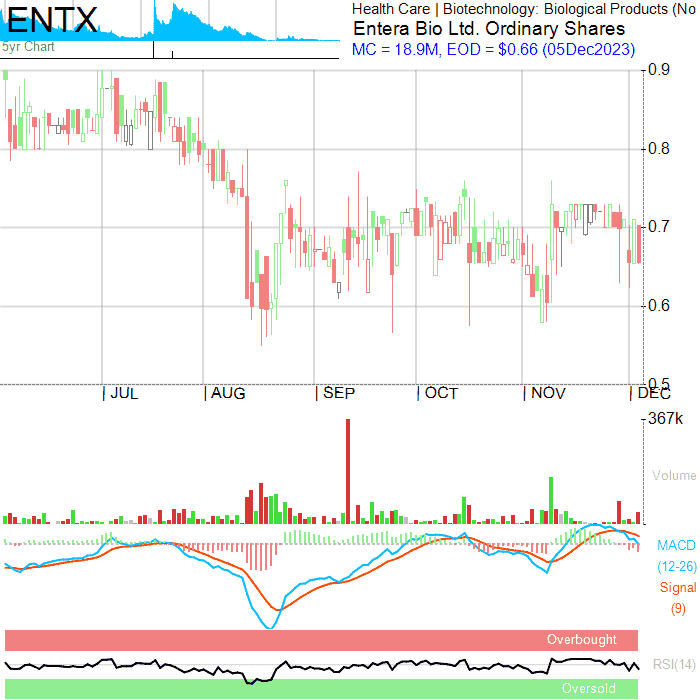 ENTX
5yr Chart
Health Care | Biotechnology: Biological Products (No
Entera Bio Ltd. Ordinary Shares
MC = 18.9M, EOD = $0.66 (05Dec2023)
0.9
0.8
0.7
0.6
0.5
| JUL | AUG | SEP | OCT | NOV | DEC
367k
Volume
MACD
(12-26)
Signal
(9)
Overbought
RSI(14)
Oversold